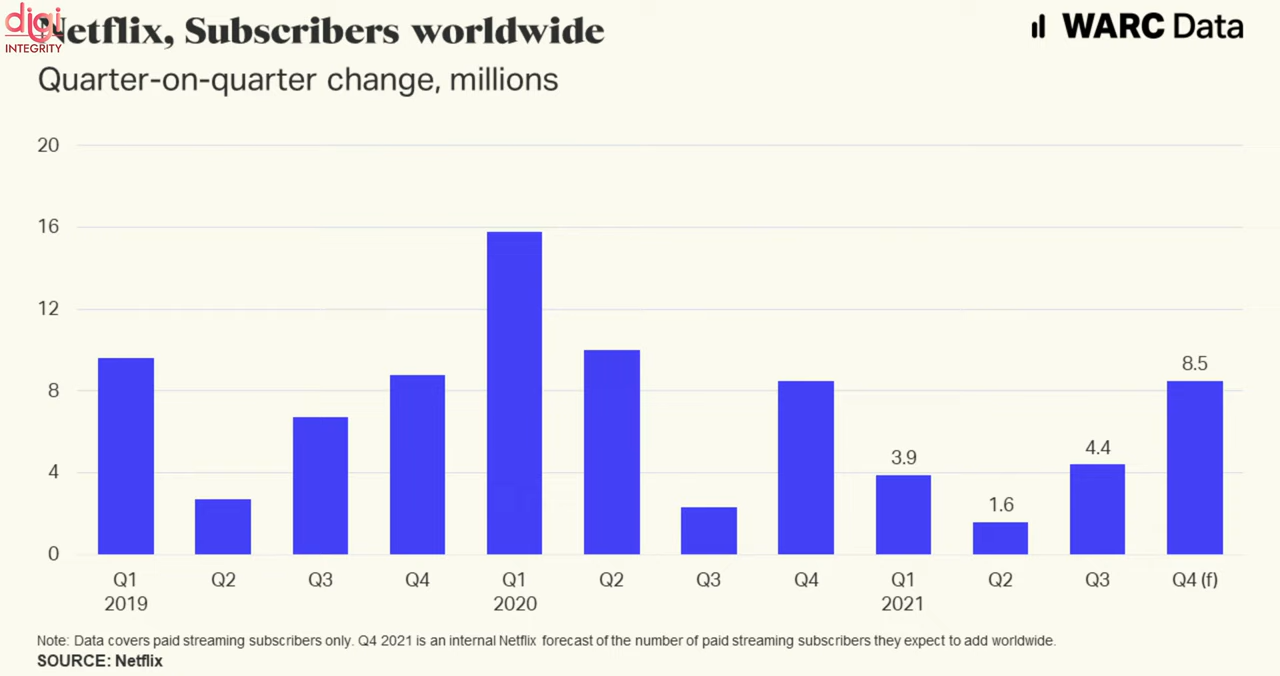 digi
INTEGRITY
Netflix, Subscribers worldwide
WARC Data
Quarter-on-quarter change, millions
20
16
12
8
4
0
8.5
3.9
4.4
1.6
Q1 Q2 Q3 Q4 Q1 Q2 Q3 Q4 Q1 Q2 Q3 Q4 (f)
2019 2020 2021
Note: Data covers paid streaming subscribers only. Q4 2021 is an internal Netflix forecast of the number of paid streaming subscribers they expect to add worldwide.
SOURCE: Netflix